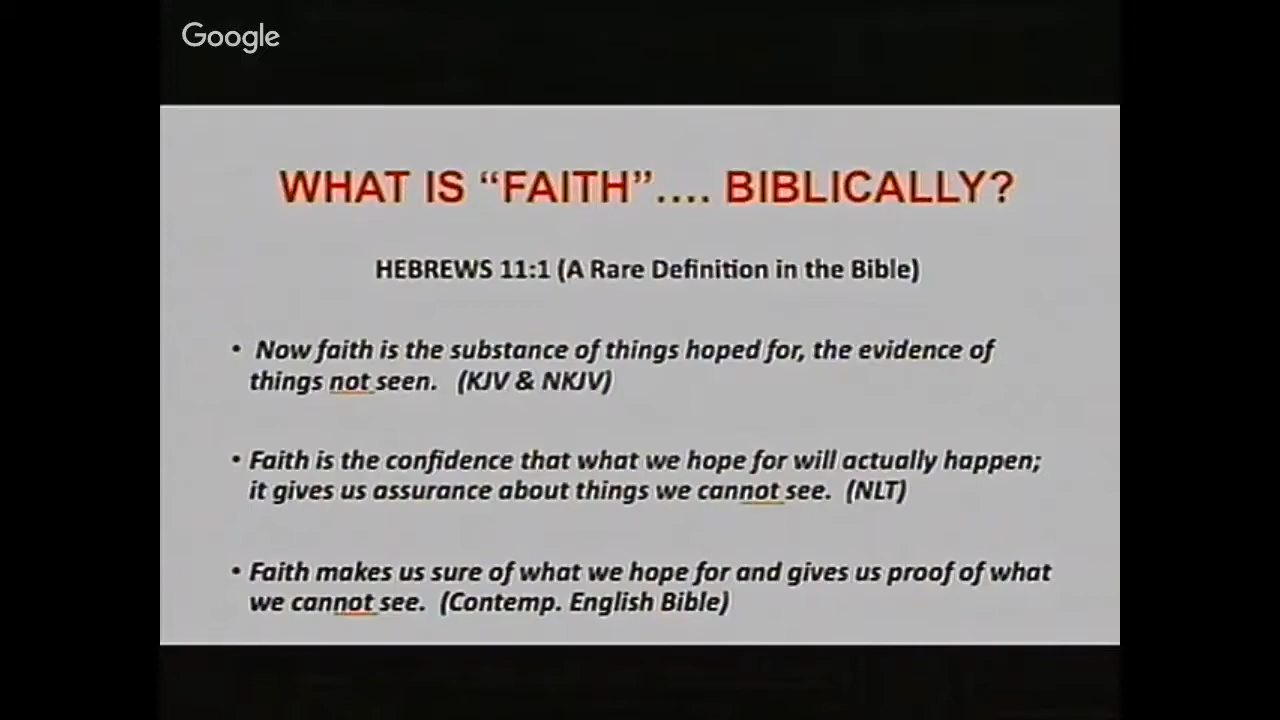 Google
WHAT IS “FAITH”.... BIBLICALLY?
HEBREWS 11:1 (A Rare Definition in the Bible)
• Now faith is the substance of things hoped for, the evidence of
things not seen. (KJV & NKJV)
• Faith is the confidence that what we hope for will actually happen;
it gives us assurance about things we cannot see. (NLT)
• Faith makes us sure of what we hope for and gives us proof of what
we cannot see. (Contemp. English Bible)